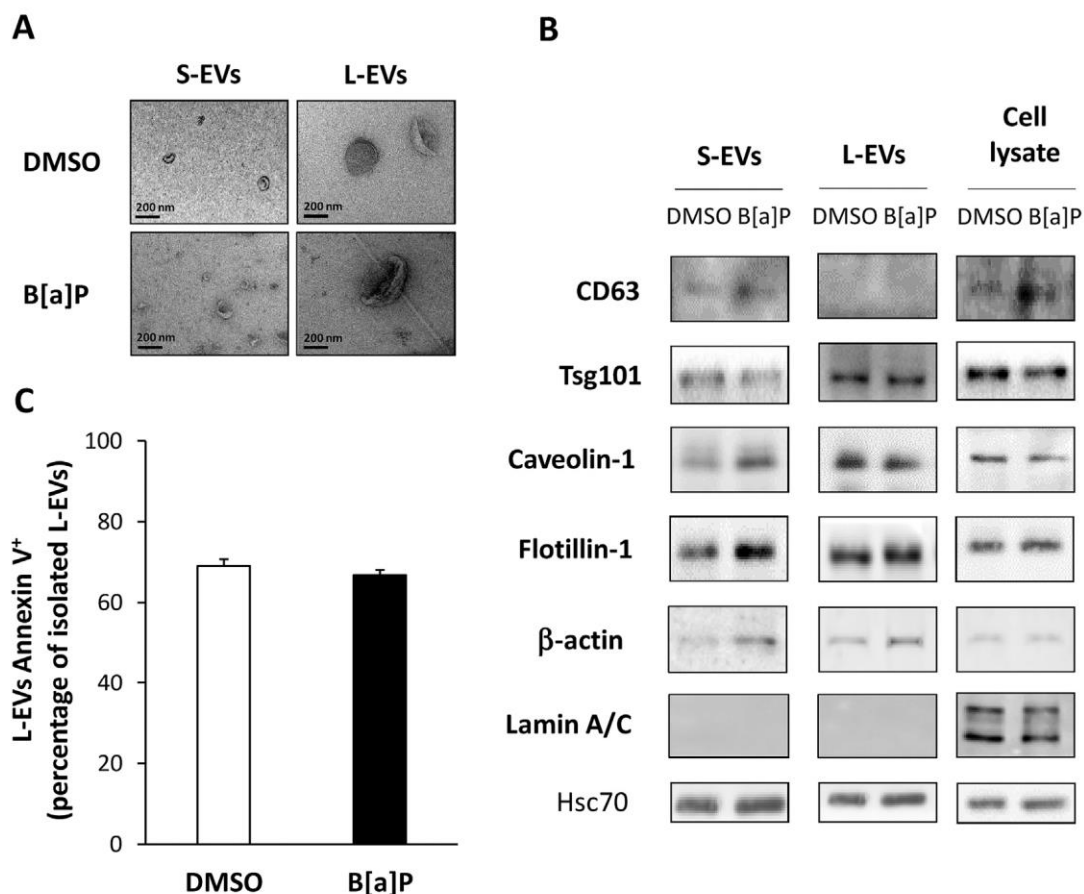 A
S-EVs L-EVs
DMSO
200 nm 200 nm
B[a]P
200 nm 200 nm
B
S-EVs L-EVs Cell
lysate
DMSO B[a]P DMSO B[a]P DMSO B[a]P
CD63
Tsg101
Caveolin-1
Flotillin-1
β-actin
Lamin A/C
Hsc70
C
L-EVs Annexin V+
(percentage of isolated L-EVs)
100
80
60
40
20
0
DMSO B[a]P